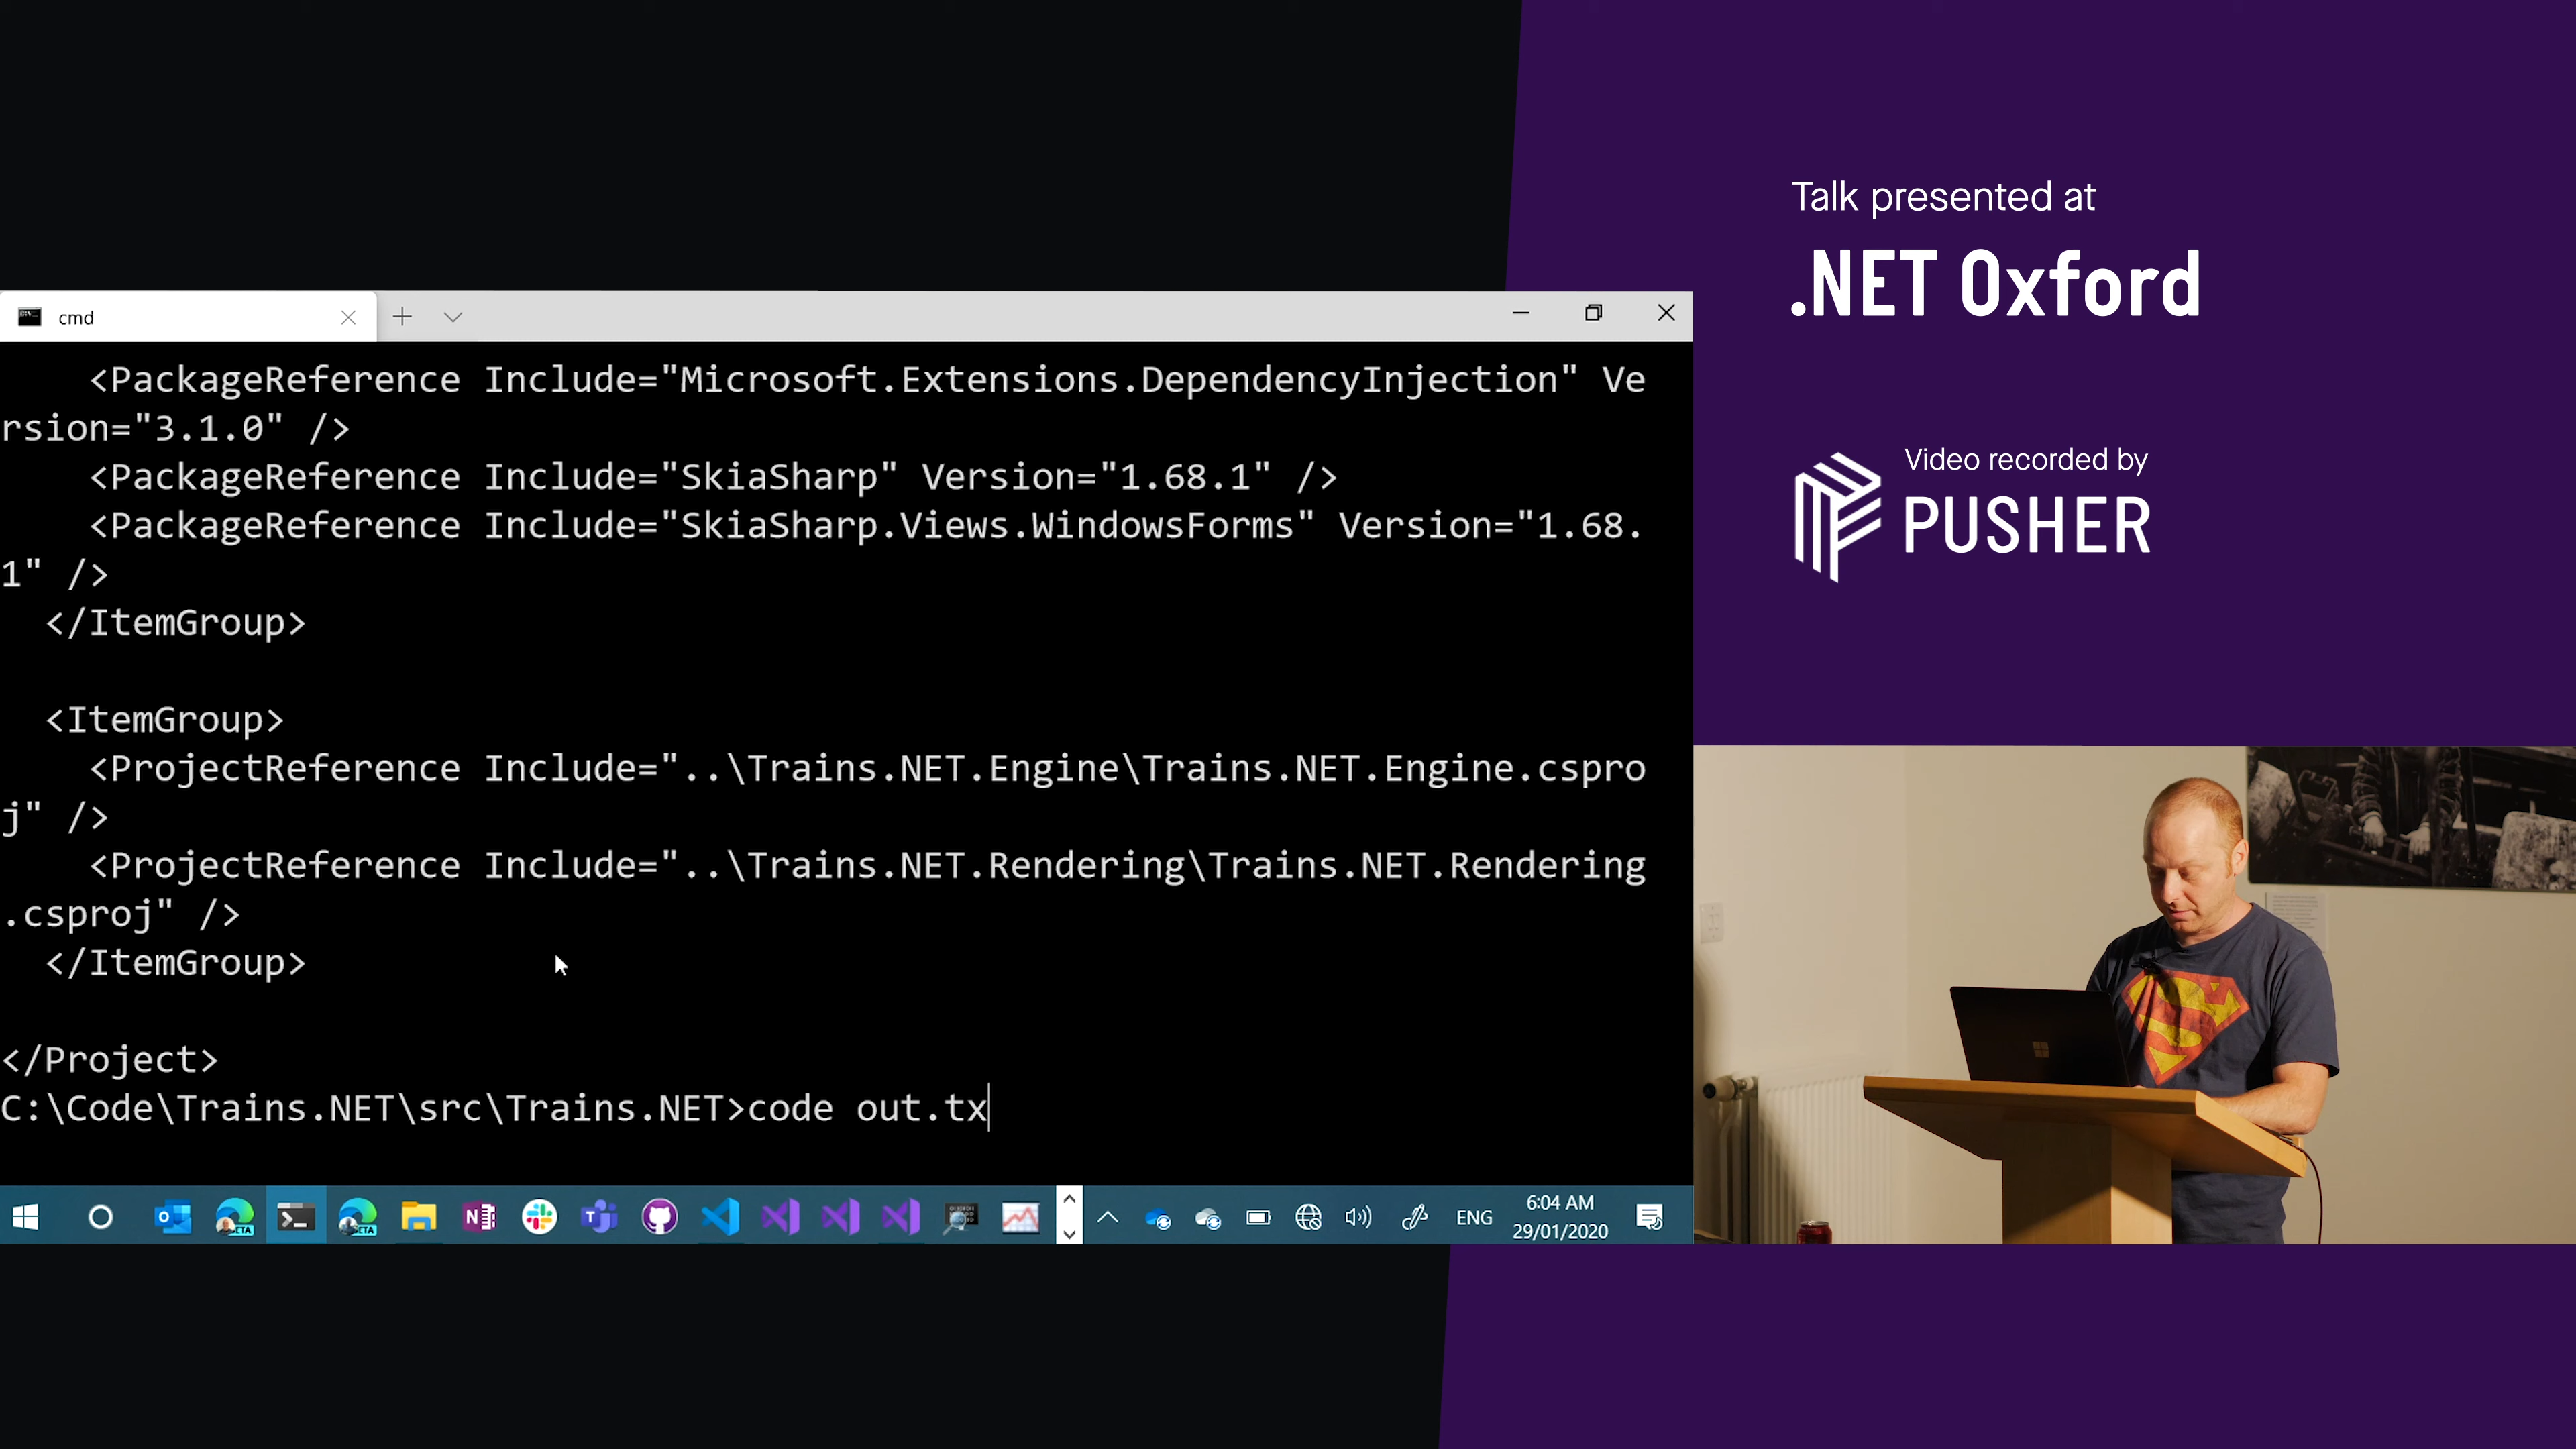 Talk presented at
.NET Oxford
Video recorded by
PUSHER
cmd
<PackageReference Include="Microsoft.Extensions.DependencyInjection" Ve
rsion="3.1.0" />
<PackageReference Include="SkiaSharp" Version="1.68.1" />
<PackageReference Include="SkiaSharp.Views.WindowsForms" Version="1.68.
1" />
</ItemGroup>
<ItemGroup>
<ProjectReference Include="..\Trains.NET.Engine\Trains.NET.Engine.cspro
j" />
<ProjectReference Include="..\Trains.NET.Rendering\Trains.NET.Rendering
.csproj" />
</ItemGroup>
</Project>
C:\Code\Trains.NET\src\Trains.NET>code out.tx
ENG
6:04 AM
29/01/2020